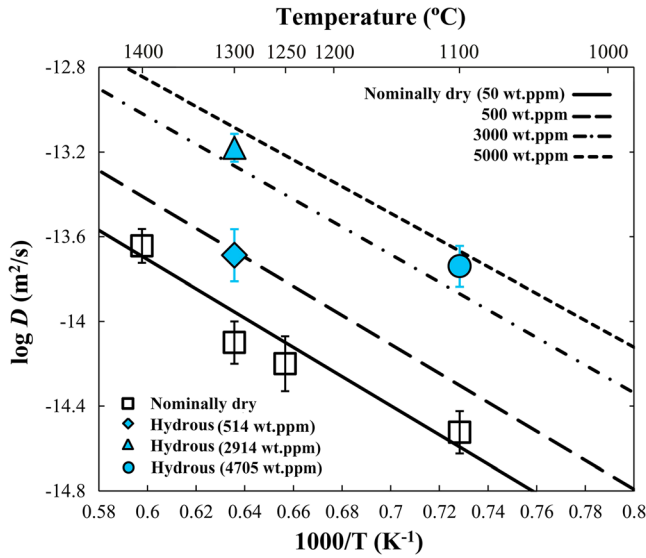 Temperature (ºC)
1400 1300 1250 1200 1100 1000
-12.8
-13.2
-13.6
-14
-14.4
-14.8
log D (m²/s)
Nominally dry (50 wt.ppm)
500 wt.ppm
3000 wt.ppm
5000 wt.ppm
Nominally dry
Hydrous (514 wt.ppm)
Hydrous (2914 wt.ppm)
Hydrous (4705 wt.ppm)
0.58 0.6 0.62 0.64 0.66 0.68 0.7 0.72 0.74 0.76 0.78 0.8
1000/T (K⁻¹)